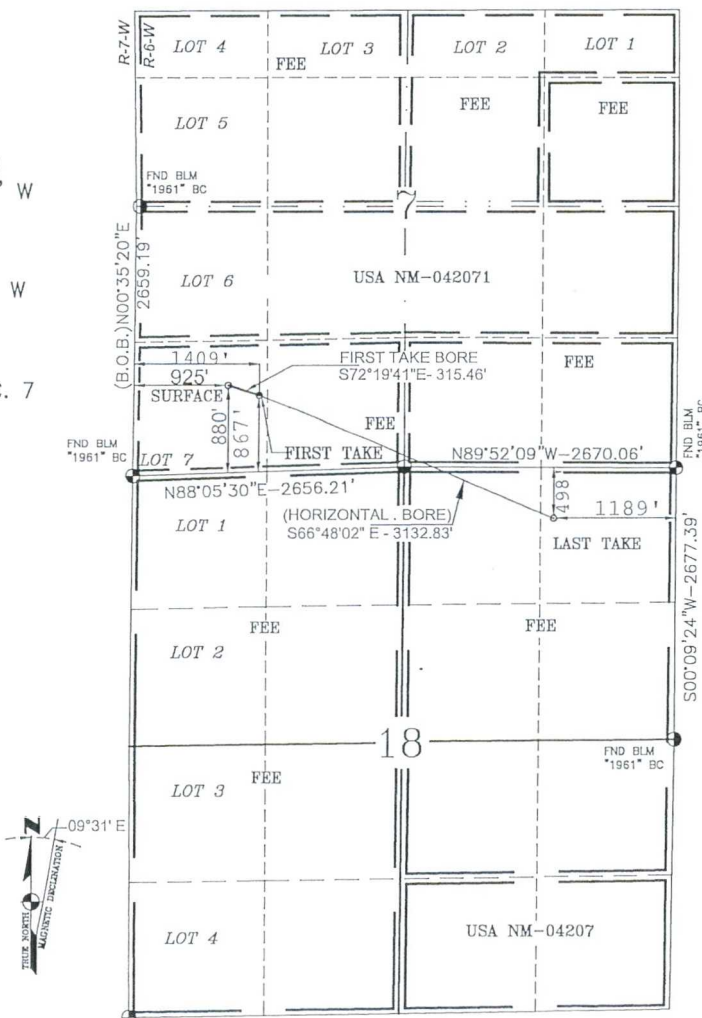 R-7-W
R-6-W
LOT 4
LOT 3
LOT 2
LOT 1
FEE
FEE
FEE
LOT 5
W
FND BLM
"1961" BC
7
(B.O.B.)N00°35'20"E
2659.19'
LOT 6
USA NM-042071
W
1409'
FIRST TAKE BORE
S72°19'41"E- 315.46'
FEE
925'
SURFACE
. 7
880'
867'
FEE
FIRST TAKE
N89°52'09"W-2670.06'
FND BLM
"1961" BC
FND BLM
"1961" BC
LOT 7
N88°05'30"E-2656.21'
(HORIZONTAL . BORE)
S66°48'02" E - 3132.83'
498'
1189'
LOT 1
LAST TAKE
S00°09'24"W-2677.39'
FEE
FEE
LOT 2
18
FND BLM
"1961" BC
FEE
LOT 3
09°31' E
N
TRUE NORTH
MAGNETIC DECLINATION
LOT 4
USA NM-04207